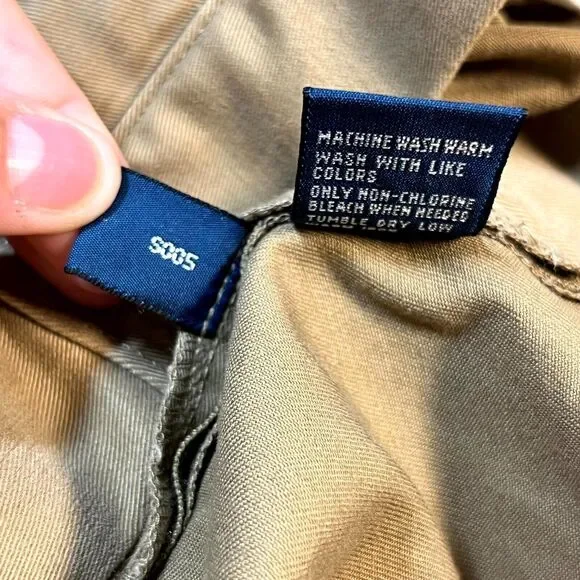 S005
MACHINE WASH WARM
WASH WITH LIKE
COLORS
ONLY NON-CHLORINE
BLEACH WHEN NEEDED
TUMBLE DRY LOW